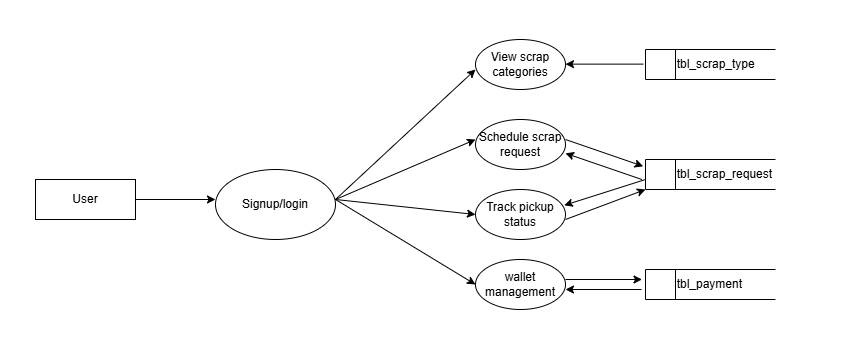 View scrap
categories
tbl_scrap_type
Schedule scrap
request
tbl_scrap_request
User
Signup/login
Track pickup
status
wallet
management
tbl_payment